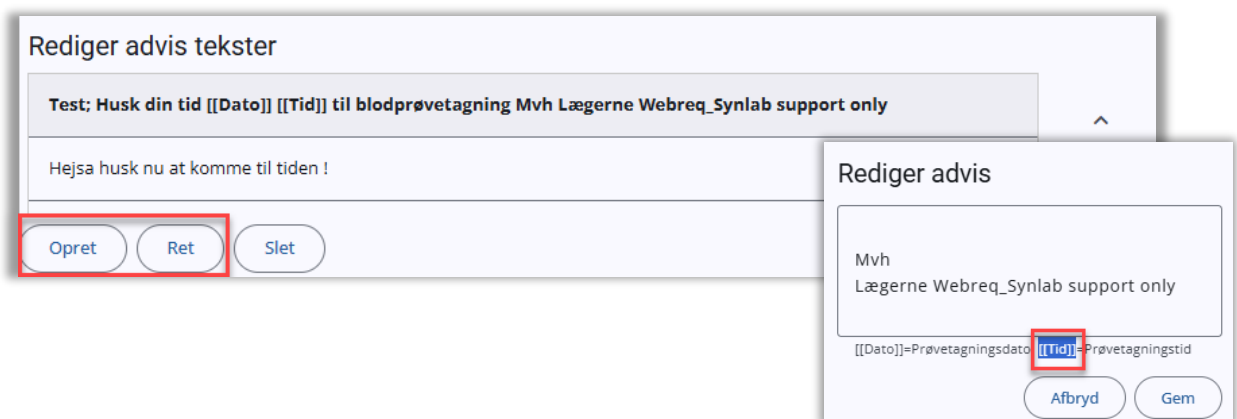 Rediger advis tekster
Test; Husk din tid [[Dato]] [[Tid]] til blodprøvetagning Mvh Lægerne Webreq_Synlab support only
Hejsa husk nu at komme til tiden !
Opret Ret Slet
Rediger advis
Mvh
Lægerne Webreq_Synlab support only
[[Dato]]=Prøvetagningsdato [[Tid]]=Prøvetagningstid
Afbryd Gem